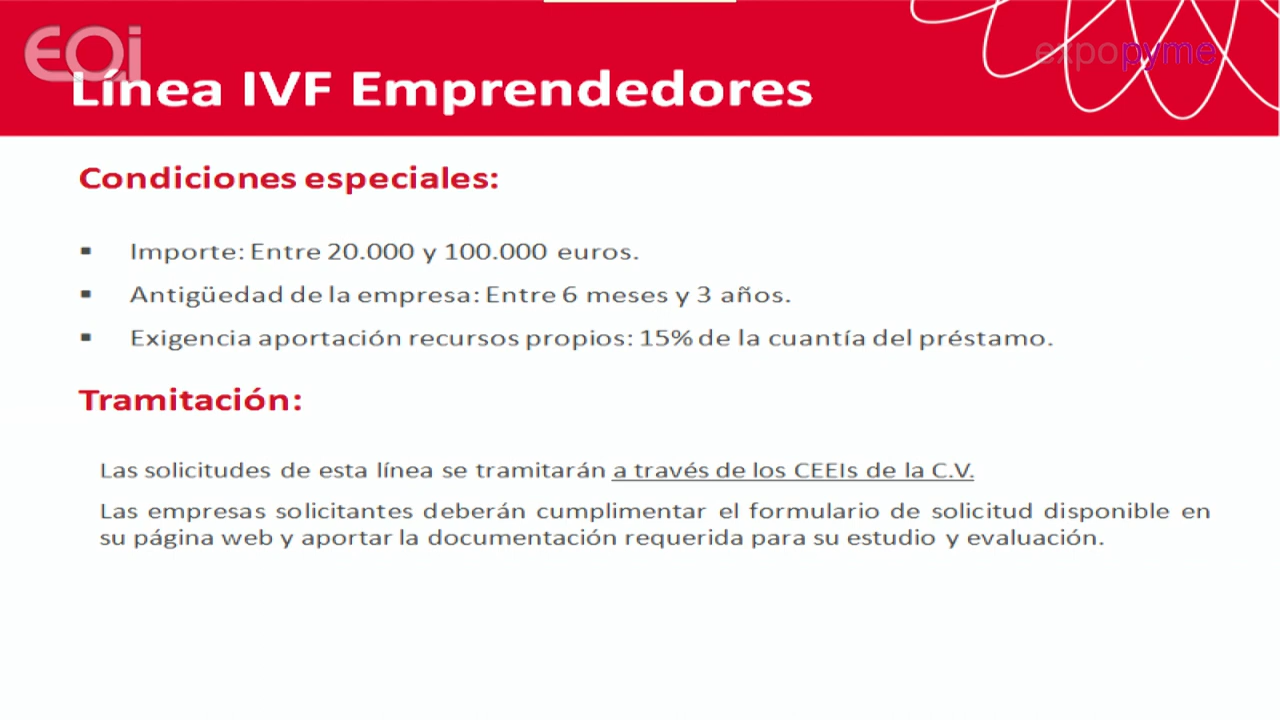 EOi
expopyme
Línea IVF Emprendedores
Condiciones especiales:
▪ Importe: Entre 20.000 y 100.000 euros.
▪ Antigüedad de la empresa: Entre 6 meses y 3 años.
▪ Exigencia aportación recursos propios: 15% de la cuantía del préstamo.
Tramitación:
Las solicitudes de esta línea se tramitarán a través de los CEEIs de la C.V.
Las empresas solicitantes deberán cumplimentar el formulario de solicitud disponible en
su página web y aportar la documentación requerida para su estudio y evaluación.